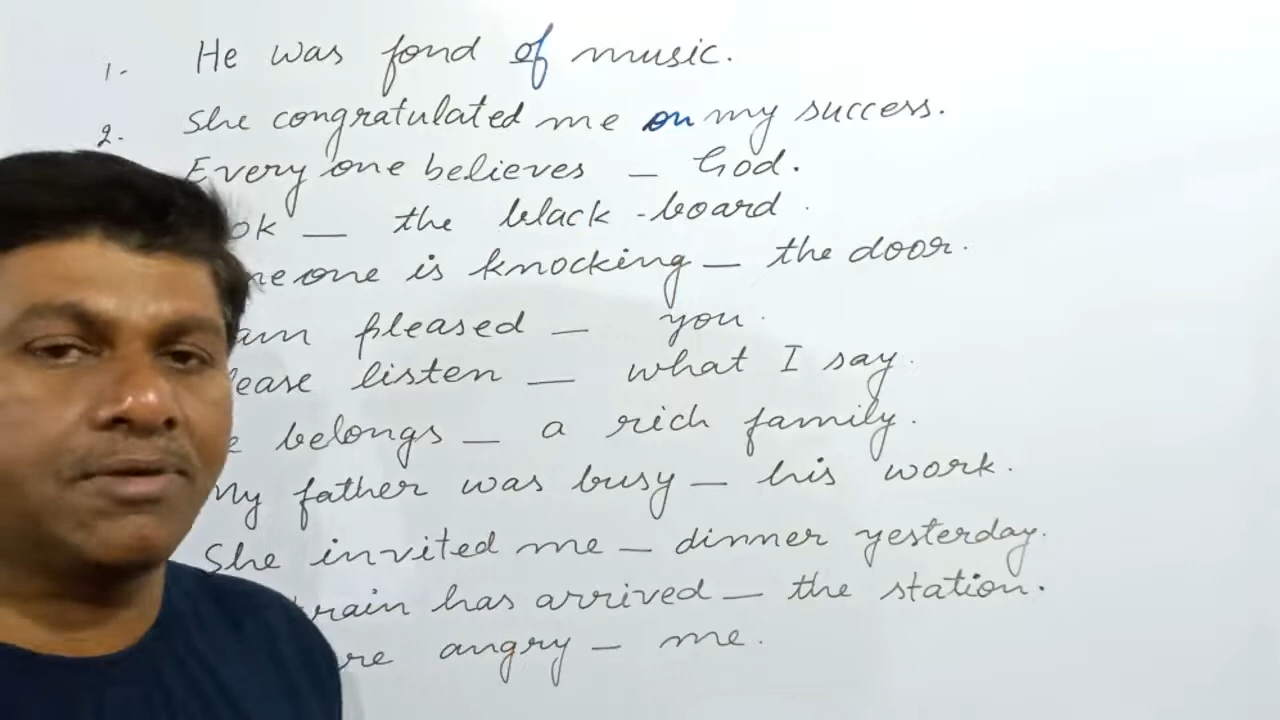 1. He was fond of music.
2. She congratulated me on my success.
Every one believes _ God.
ok _ the black-board.
me one is knocking _ the door.
am pleased _ you.
lease listen _ what I say.
e belongs _ a rich family.
My father was busy _ his work.
She invited me _ dinner yesterday.
train has arrived _ the station.
re angry _ me.